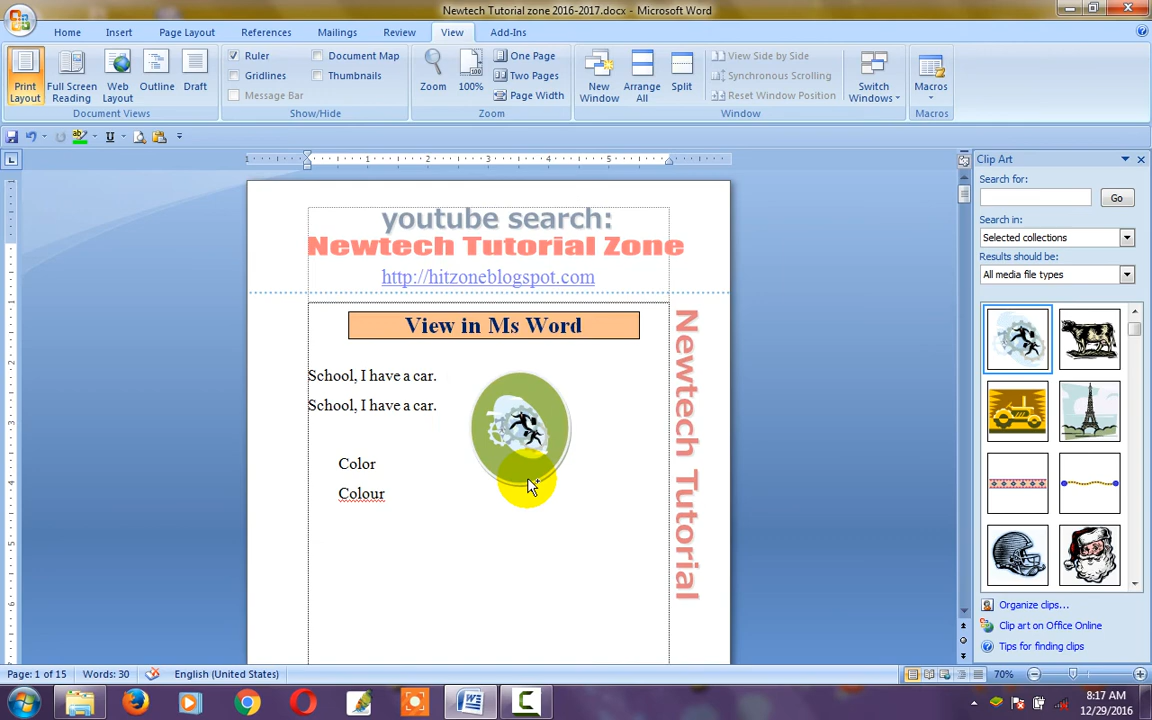 Newtech Tutorial zone 2016-2017.docx - Microsoft Word
Home Insert Page Layout References Mailings Review View Add-Ins
Print Layout
Full Screen Reading
Web Layout
Outline
Draft
Document Views
Ruler
Gridlines
Message Bar
Document Map
Thumbnails
Show/Hide
Zoom
100%
One Page
Two Pages
Page Width
Zoom
New Window
Arrange All
Split
View Side by Side
Synchronous Scrolling
Reset Window Position
Window
Switch Windows
Macros
Macros
1 1 2 3 4 5
youtube search:
Newtech Tutorial Zone
http://hitzoneblogspot.com
View in Ms Word
School, I have a car.
School, I have a car.
Color
Colour
Newtech Tutorial
Clip Art
Search for:
Go
Search in:
Selected collections
Results should be:
All media file types
Organize clips...
Clip art on Office Online
Tips for finding clips
Page: 1 of 15 Words: 30 English (United States) 70%
8:17 AM
12/29/2016